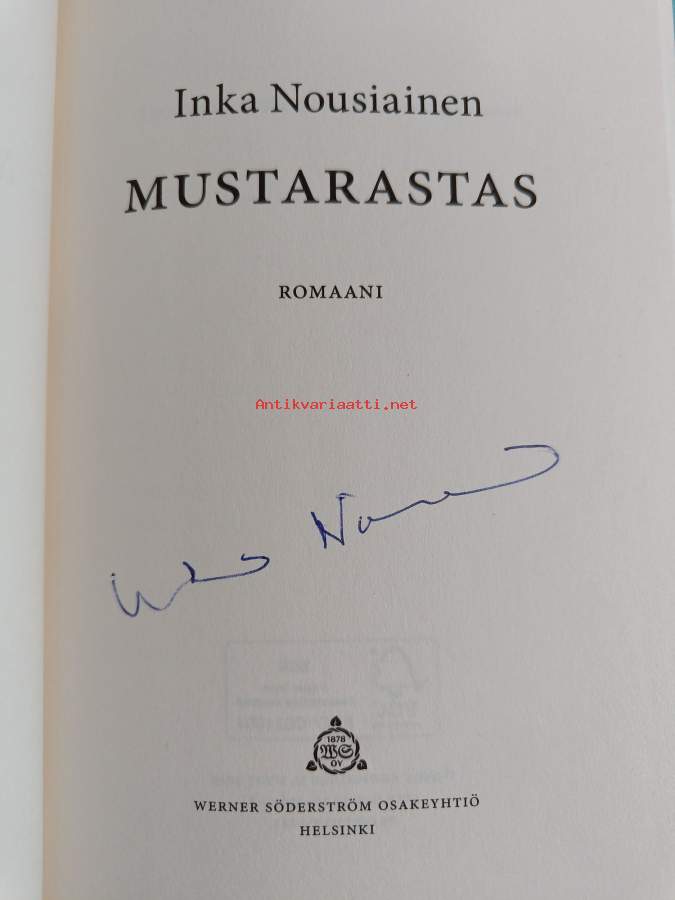 Inka Nousiainen
MUSTARASTAS
ROMAANI
Antikvariaatti.net
1878
WS
OY
WERNER SÖDERSTRÖM OSAKEYHTIÖ
HELSINKI